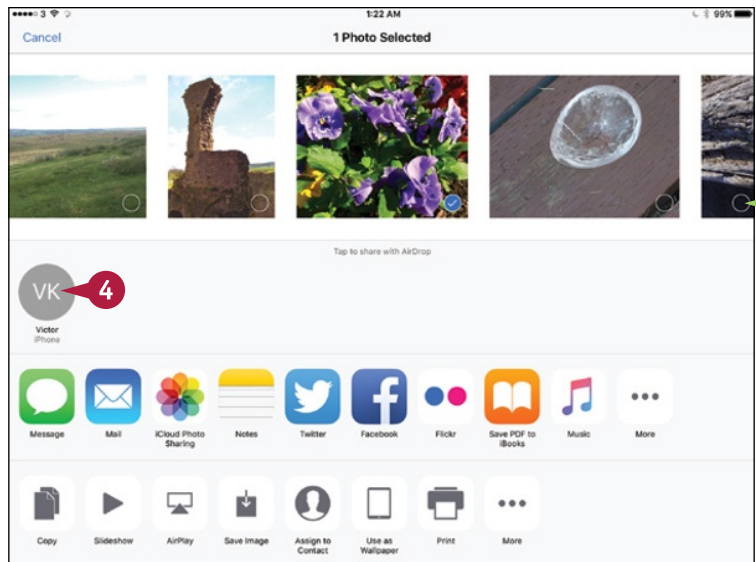 3 1:22 AM 99%
Cancel 1 Photo Selected
Tap to share with AirDrop
VK 4
Victor
iPhone
Message Mail iCloud Photo Sharing Notes Twitter Facebook Flickr Save PDF to iBooks Music More
Copy Slideshow AirPlay Save Image Assign to Contact Use as Wallpaper Print More